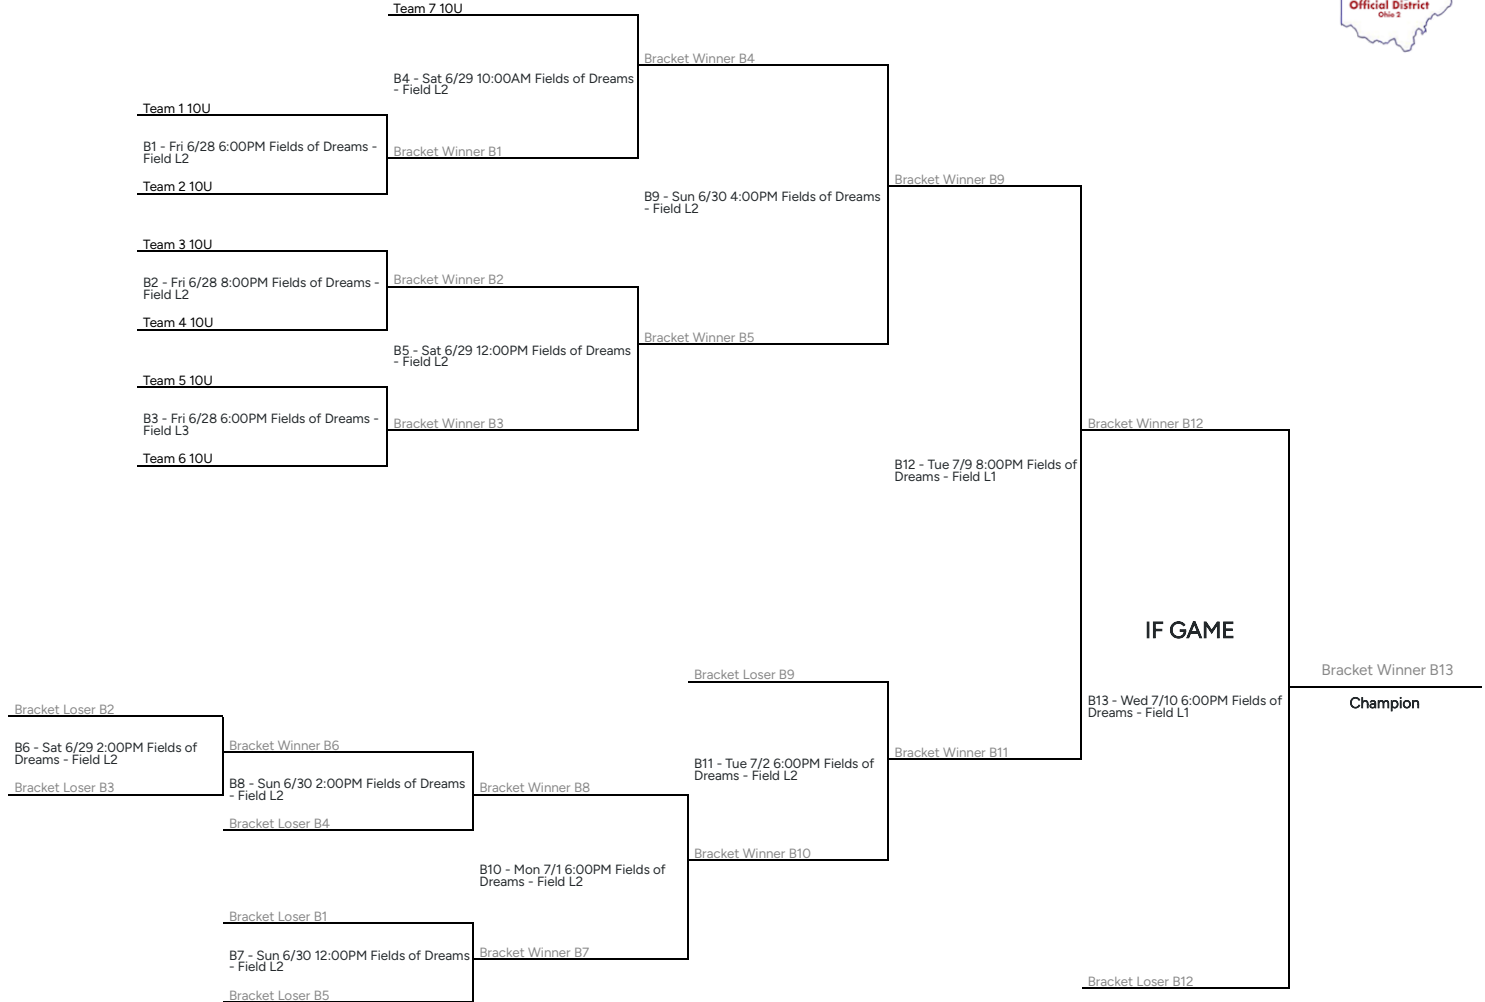 Team 7 10U
Official District
Ohio 2
Bracket Winner B4
B4 - Sat 6/29 10:00AM Fields of Dreams
- Field L2
Team 1 10U
B1 - Fri 6/28 6:00PM Fields of Dreams -
Field L2
Bracket Winner B1
Team 2 10U
Bracket Winner B9
B9 - Sun 6/30 4:00PM Fields of Dreams
- Field L2
Team 3 10U
B2 - Fri 6/28 8:00PM Fields of Dreams -
Field L2
Bracket Winner B2
Team 4 10U
Bracket Winner B5
B5 - Sat 6/29 12:00PM Fields of Dreams
- Field L2
Team 5 10U
B3 - Fri 6/28 6:00PM Fields of Dreams -
Field L3
Bracket Winner B3
Team 6 10U
Bracket Winner B12
B12 - Tue 7/9 8:00PM Fields of
Dreams - Field L1
IF GAME
Bracket Winner B13
Champion
B13 - Wed 7/10 6:00PM Fields of
Dreams - Field L1
Bracket Loser B9
B11 - Tue 7/2 6:00PM Fields of
Dreams - Field L2
Bracket Winner B11
Bracket Loser B2
B6 - Sat 6/29 2:00PM Fields of
Dreams - Field L2
Bracket Loser B3
Bracket Winner B6
B8 - Sun 6/30 2:00PM Fields of Dreams
- Field L2
Bracket Loser B4
Bracket Winner B8
Bracket Winner B10
B10 - Mon 7/1 6:00PM Fields of
Dreams - Field L2
Bracket Loser B1
B7 - Sun 6/30 12:00PM Fields of Dreams
- Field L2
Bracket Winner B7
Bracket Loser B5
Bracket Loser B12